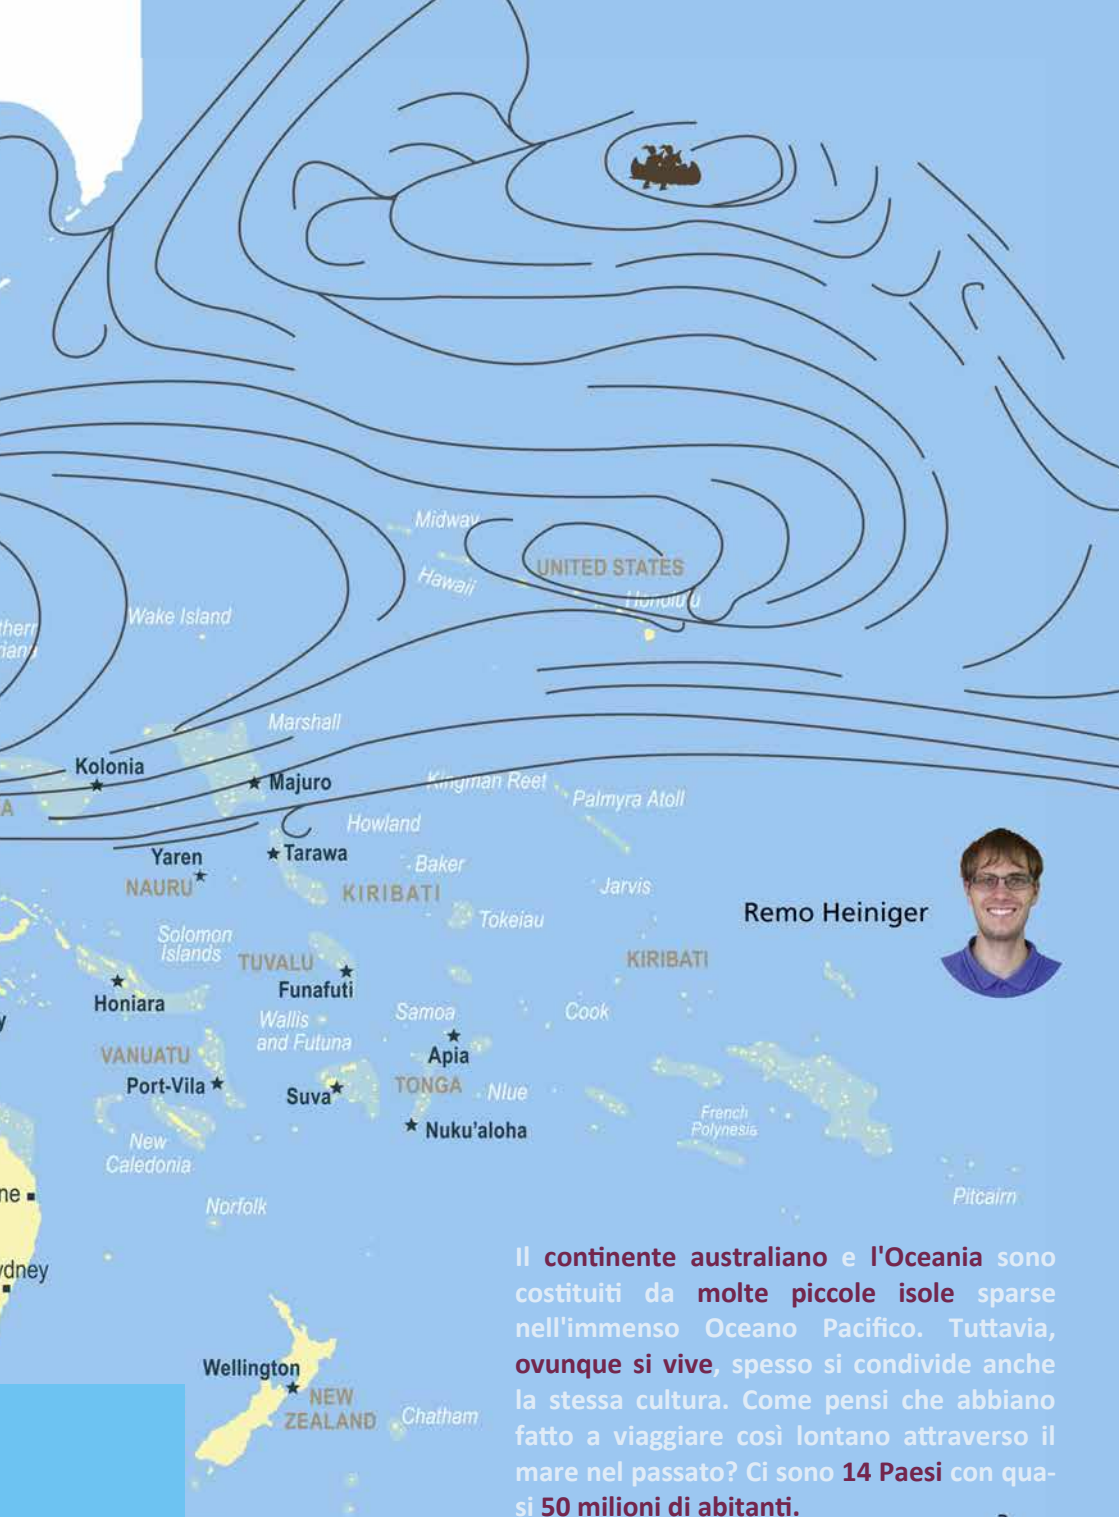 Midway
UNITED STATES
Hawaii
Honolulu
Wake Island
Marshall
Kolonia
Majuro
Kingman Reef
Palmyra Atoll
A
Howland
Yaren
Tarawa
Baker
NAURU
KIRIBATI
Jarvis
Remo Heiniger
Tokeiau
Solomon
Islands
TUVALU
KIRIBATI
Funafuti
Honiara
Wallis
and Futuna
Samoa
Cook
VANUATU
Apia
Port-Vila
Suva
TONGA
NIue
French
Polynesia
Nuku'aloha
New
Caledonia
ne
Pitcairn
Norfolk
ydney
Il continente australiano e l'Oceania sono
costituiti da molte piccole isole sparse
nell'immenso Oceano Pacifico. Tuttavia,
ovunque si vive, spesso si condivide anche
la stessa cultura. Come pensi che abbiano
fatto a viaggiare così lontano attraverso il
mare nel passato? Ci sono 14 Paesi con qua-
si 50 milioni di abitanti.
Wellington
NEW
ZEALAND
Chatham